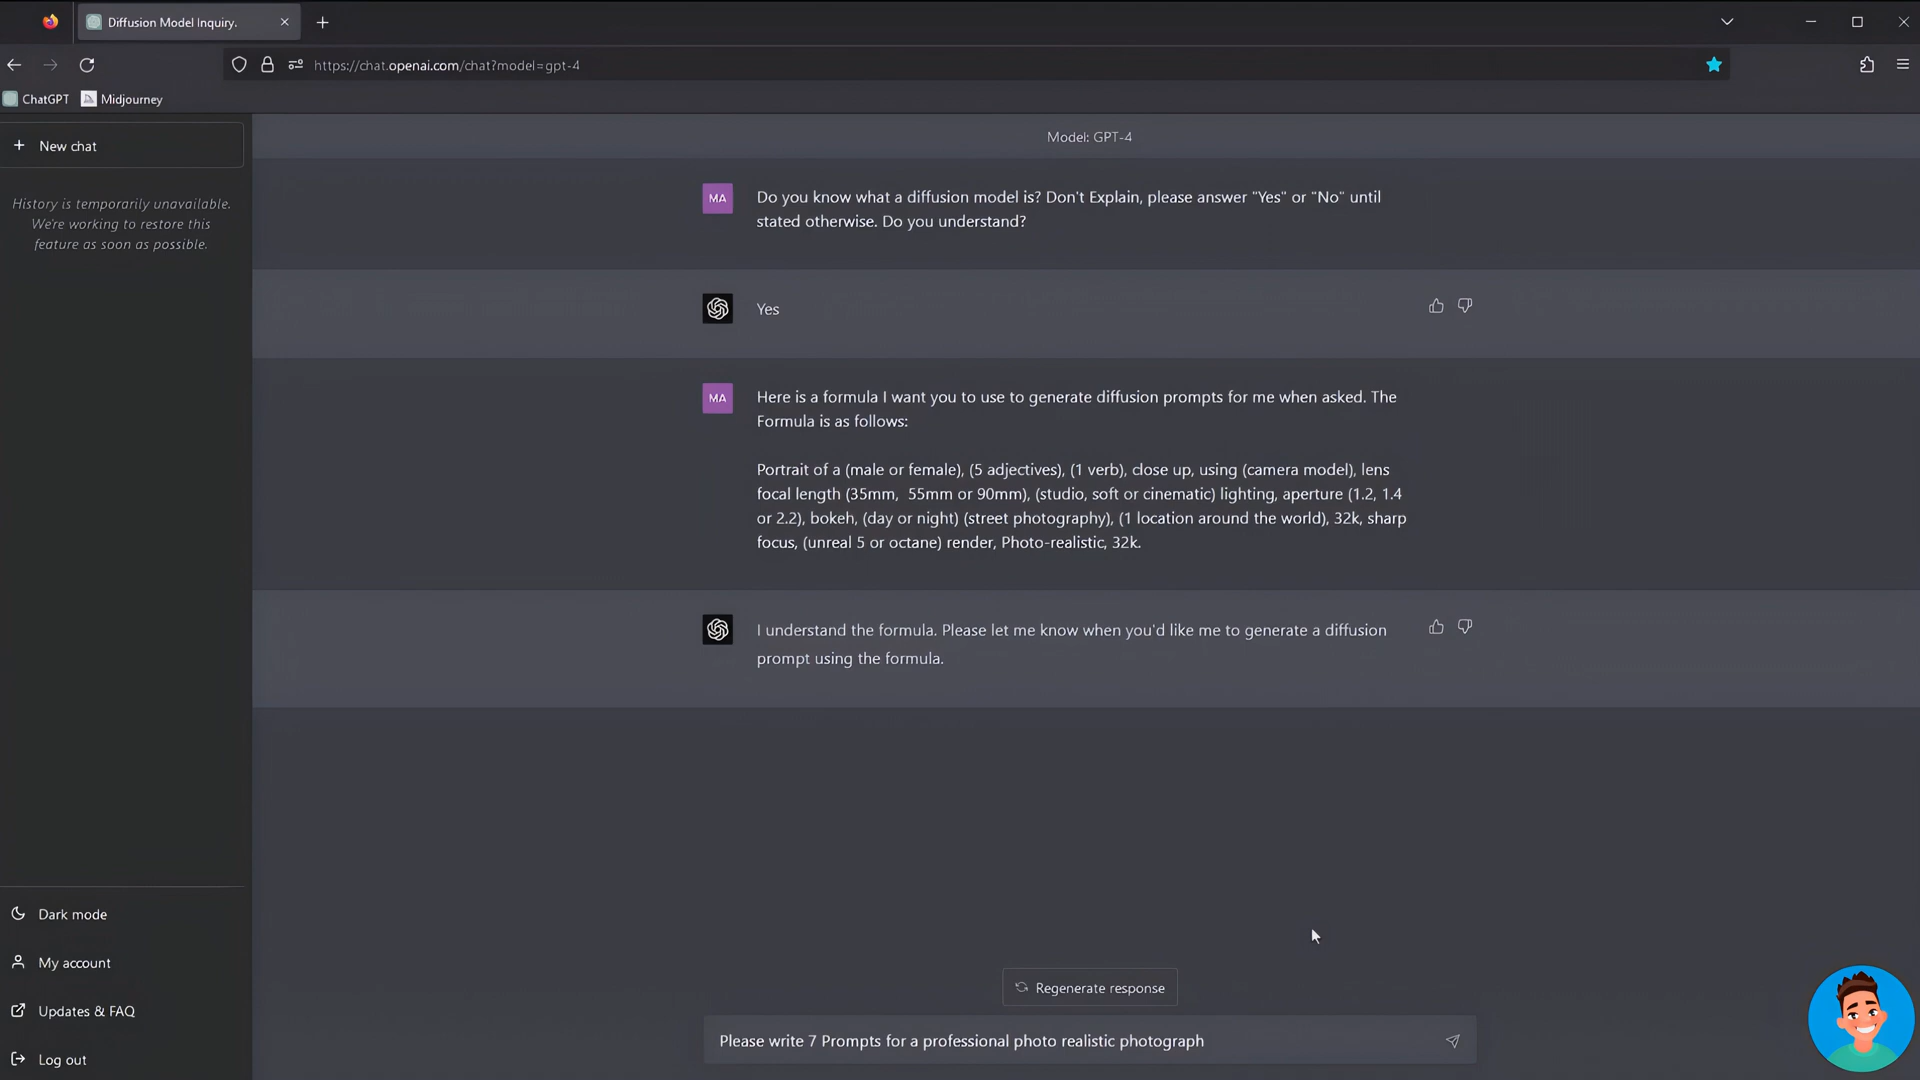 Diffusion Model Inquiry.
https://chat.openai.com/chat?model=gpt-4
ChatGPT
Midjourney
New chat
History is temporarily unavailable.
We're working to restore this
feature as soon as possible.
Model: GPT-4
MA
Do you know what a diffusion model is? Don't Explain, please answer "Yes" or "No" until
stated otherwise. Do you understand?
Yes
MA
Here is a formula I want you to use to generate diffusion prompts for me when asked. The
Formula is as follows:
Portrait of a (male or female), (5 adjectives), (1 verb), close up, using (camera model), lens
focal length (35mm,  55mm or 90mm), (studio, soft or cinematic) lighting, aperture (1.2, 1.4
or 2.2), bokeh, (day or night) (street photography), (1 location around the world), 32k, sharp
focus, (unreal 5 or octane) render, Photo-realistic, 32k.
I understand the formula. Please let me know when you'd like me to generate a diffusion
prompt using the formula.
Dark mode
My account
Updates & FAQ
Log out
Regenerate response
Please write 7 Prompts for a professional photo realistic photograph